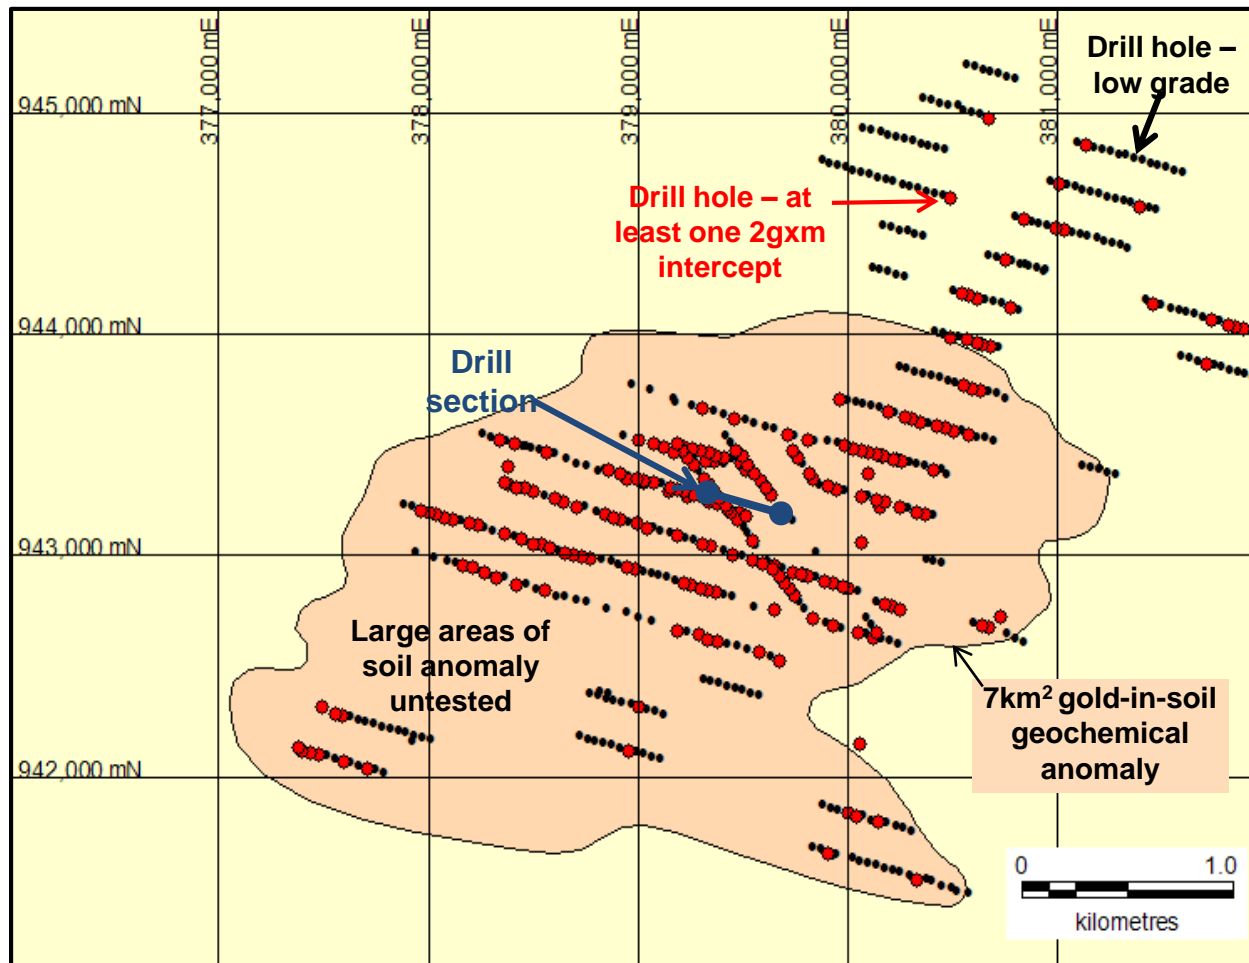 377,000 mE
378,000 mE
379,000 mE
380,000 mE
381,000 mE
Drill hole –
low grade
945,000 mN
Drill hole – at
least one 2gxm
intercept
944,000 mN
Drill
section
943,000 mN
Large areas of
soil anomaly
untested
7km² gold-in-soil
geochemical
anomaly
942,000 mN
0 1.0
kilometres